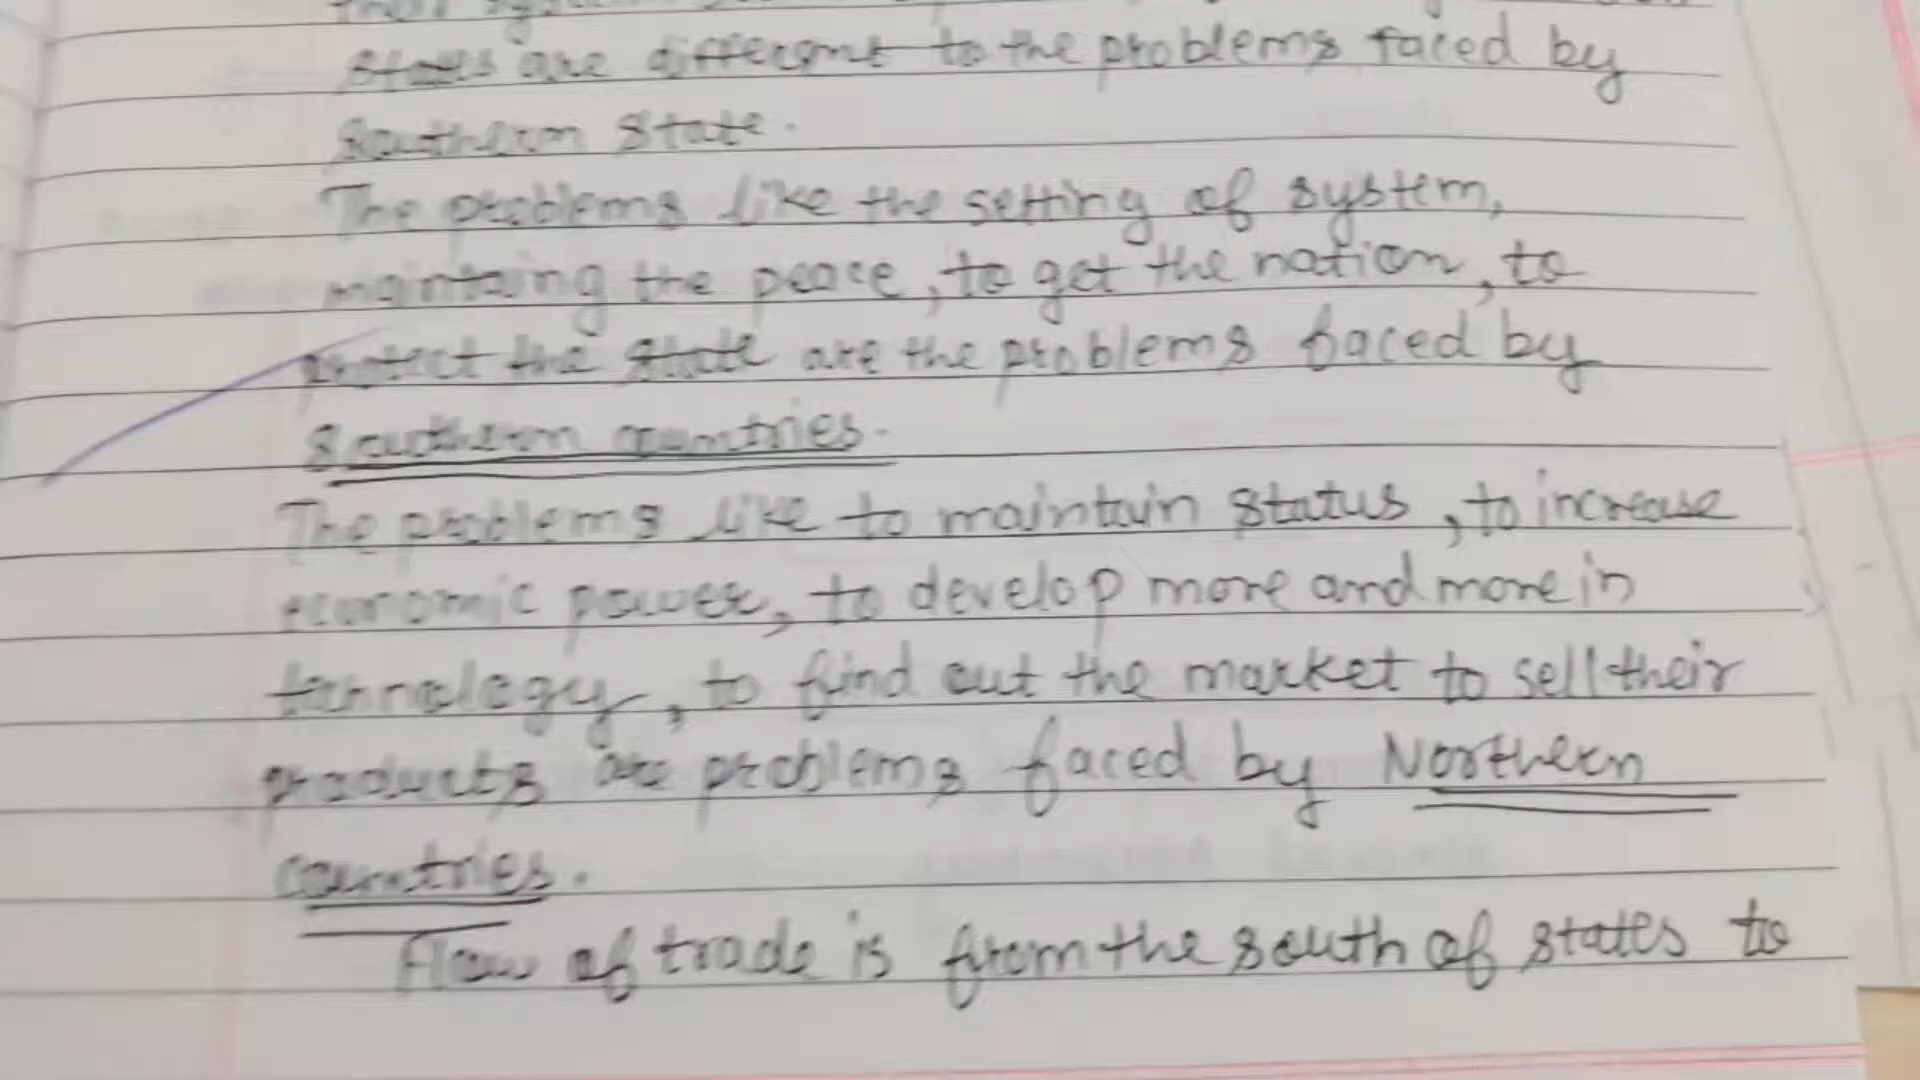 states are different to the problems faced by
southern state.
The problems like the setting of system,
maintaing the peace, to get the nation, to
protect the state are the problems faced by
southern countries.
The problems like to maintain status, to increase
economic power, to develop more and more in
technology, to find out the market to sell their
products are problems faced by Northern
countries.
Flow of trade is from the south of states to